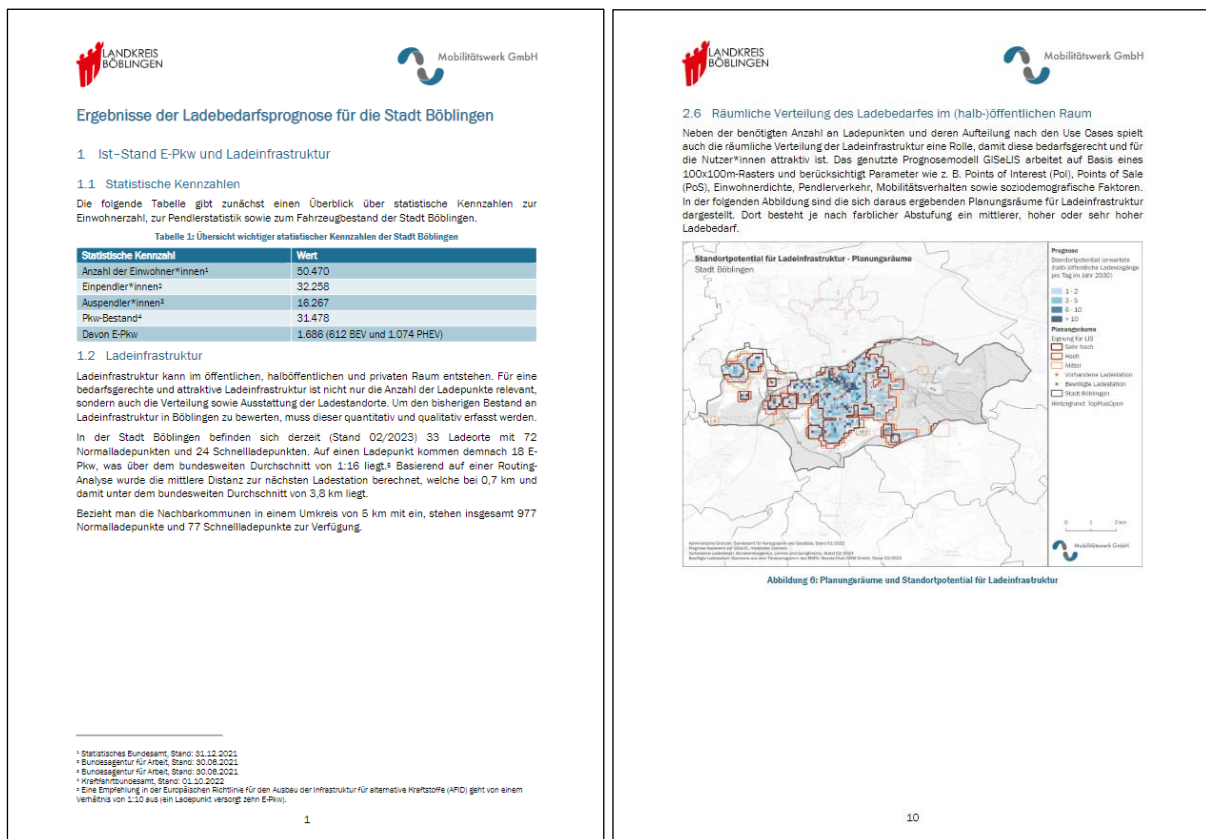 LANDKREIS
BÖBLINGEN
Mobilitätswerk GmbH
Ergebnisse der Ladebedarfsprognose für die Stadt Böblingen
1 Ist–Stand E-Pkw und Ladeinfrastruktur
1.1 Statistische Kennzahlen
Die folgende Tabelle gibt zunächst einen Überblick über statistische Kennzahlen zur
Einwohnerzahl, zur Pendlerstatistik sowie zum Fahrzeugbestand der Stadt Böblingen.
Tabelle 1: Übersicht wichtiger statistischer Kennzahlen der Stadt Böblingen
Statistische Kennzahl Wert
Anzahl der Einwohner*innen¹ 50.470
Einpendler*innen² 32.258
Auspendler*innen³ 16.267
Pkw-Bestand⁴ 31.478
Davon E-Pkw 1.686 (612 BEV und 1.074 PHEV)
1.2 Ladeinfrastruktur
Ladeinfrastruktur kann im öffentlichen, halböffentlichen und privaten Raum entstehen. Für eine
bedarfsgerechte und attraktive Ladeinfrastruktur ist nicht nur die Anzahl der Ladepunkte relevant,
sondern auch die Verteilung sowie Ausstattung der Ladestandorte. Um den bisherigen Bestand an
Ladeinfrastruktur in Böblingen zu bewerten, muss dieser quantitativ und qualitativ erfasst werden.
In der Stadt Böblingen befinden sich derzeit (Stand 02/2023) 33 Ladeorte mit 72
Normalladepunkten und 24 Schnellladepunkten. Auf einen Ladepunkt kommen demnach 18 E-
Pkw, was über dem bundesweiten Durchschnitt von 1:16 liegt.⁵ Basierend auf einer Routing-
Analyse wurde die mittlere Distanz zur nächsten Ladestation berechnet, welche bei 0,7 km und
damit unter dem bundesweiten Durchschnitt von 3,8 km liegt.
Bezieht man die Nachbarkommunen in einem Umkreis von 5 km mit ein, stehen insgesamt 977
Normalladepunkte und 77 Schnellladepunkte zur Verfügung.
¹ Statistisches Bundesamt, Stand: 31.12.2021
² Bundesagentur für Arbeit, Stand: 30.06.2021
³ Bundesagentur für Arbeit, Stand: 30.06.2021
⁴ Kraftfahrtbundesamt, Stand: 01.10.2022
⁵ Eine Empfehlung in der Europäischen Richtlinie für den Ausbau der Infrastruktur für alternative Kraftstoffe (AFID) geht von einem
Verhältnis von 1:10 aus (ein Ladepunkt versorgt zehn E-Pkw).
1
LANDKREIS
BÖBLINGEN
Mobilitätswerk GmbH
2.6 Räumliche Verteilung des Ladebedarfes im (halb-)öffentlichen Raum
Neben der benötigten Anzahl an Ladepunkten und deren Aufteilung nach den Use Cases spielt
auch die räumliche Verteilung der Ladeinfrastruktur eine Rolle, damit diese bedarfsgerecht und für
die Nutzer*innen attraktiv ist. Das genutzte Prognosemodell GISeLIS arbeitet auf Basis eines
100x100m-Rasters und berücksichtigt Parameter wie z. B. Points of Interest (PoI), Points of Sale
(PoS), Einwohnerdichte, Pendlerverkehr, Mobilitätsverhalten sowie soziodemografische Faktoren.
In der folgenden Abbildung sind die sich daraus ergebenden Planungsräume für Ladeinfrastruktur
dargestellt. Dort besteht je nach farblicher Abstufung ein mittlerer, hoher oder sehr hoher
Ladebedarf.
Standortpotential für Ladeinfrastruktur - Planungsräume
Stadt Böblingen
Prognose
Standortpotential erwartete
(halb-)öffentliche Ladevorgänge
pro Tag im Jahr 2030)
1 - 2
3 - 5
6 - 10
> 10
Planungsräume
Eignung für LIS
Sehr hoch
Hoch
Mittel
Vorhandene Ladestation
Bewilligte Ladestation
Stadt Böblingen
Hintergrund: TopPlusOpen
0 1 2 km
Mobilitätswerk GmbH
Abbildung 6: Planungsräume und Standortpotential für Ladeinfrastruktur
10